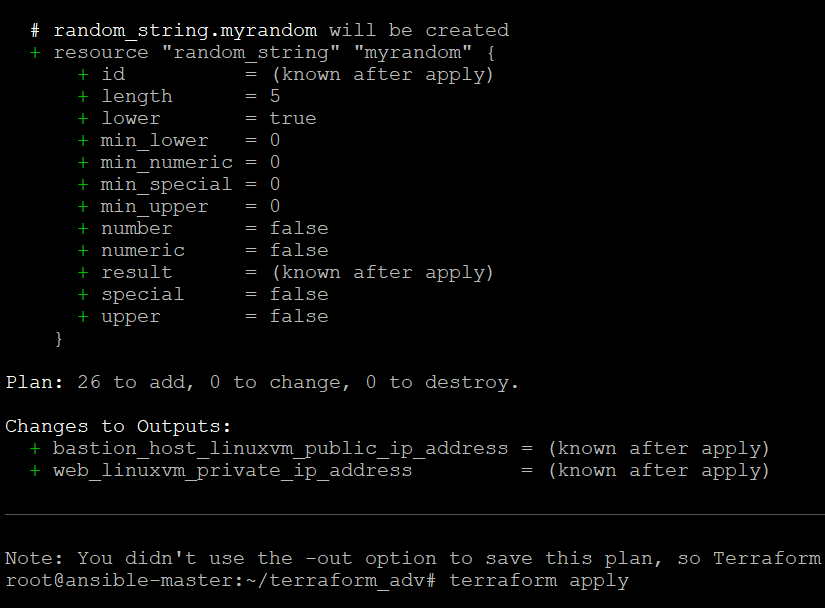 # random_string.myrandom will be created
+ resource "random_string" "myrandom" {
+ id = (known after apply)
+ length = 5
+ lower = true
+ min_lower = 0
+ min_numeric = 0
+ min_special = 0
+ min_upper = 0
+ number = false
+ numeric = false
+ result = (known after apply)
+ special = false
+ upper = false
}
Plan: 26 to add, 0 to change, 0 to destroy.
Changes to Outputs:
+ bastion_host_linuxvm_public_ip_address = (known after apply)
+ web_linuxvm_private_ip_address = (known after apply)
Note: You didn't use the -out option to save this plan, so Terraform
root@ansible-master:~/terraform_adv# terraform apply